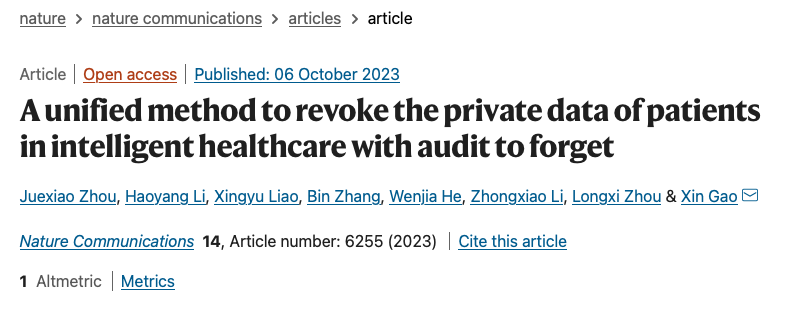 nature > nature communications > articles > article
Article | Open access | Published: 06 October 2023
A unified method to revoke the private data of patients
in intelligent healthcare with audit to forget
Juexiao Zhou, Haoyang Li, Xingyu Liao, Bin Zhang, Wenjia He, Zhongxiao Li, Longxi Zhou & Xin Gao
Nature Communications 14, Article number: 6255 (2023) | Cite this article
1 Altmetric | Metrics